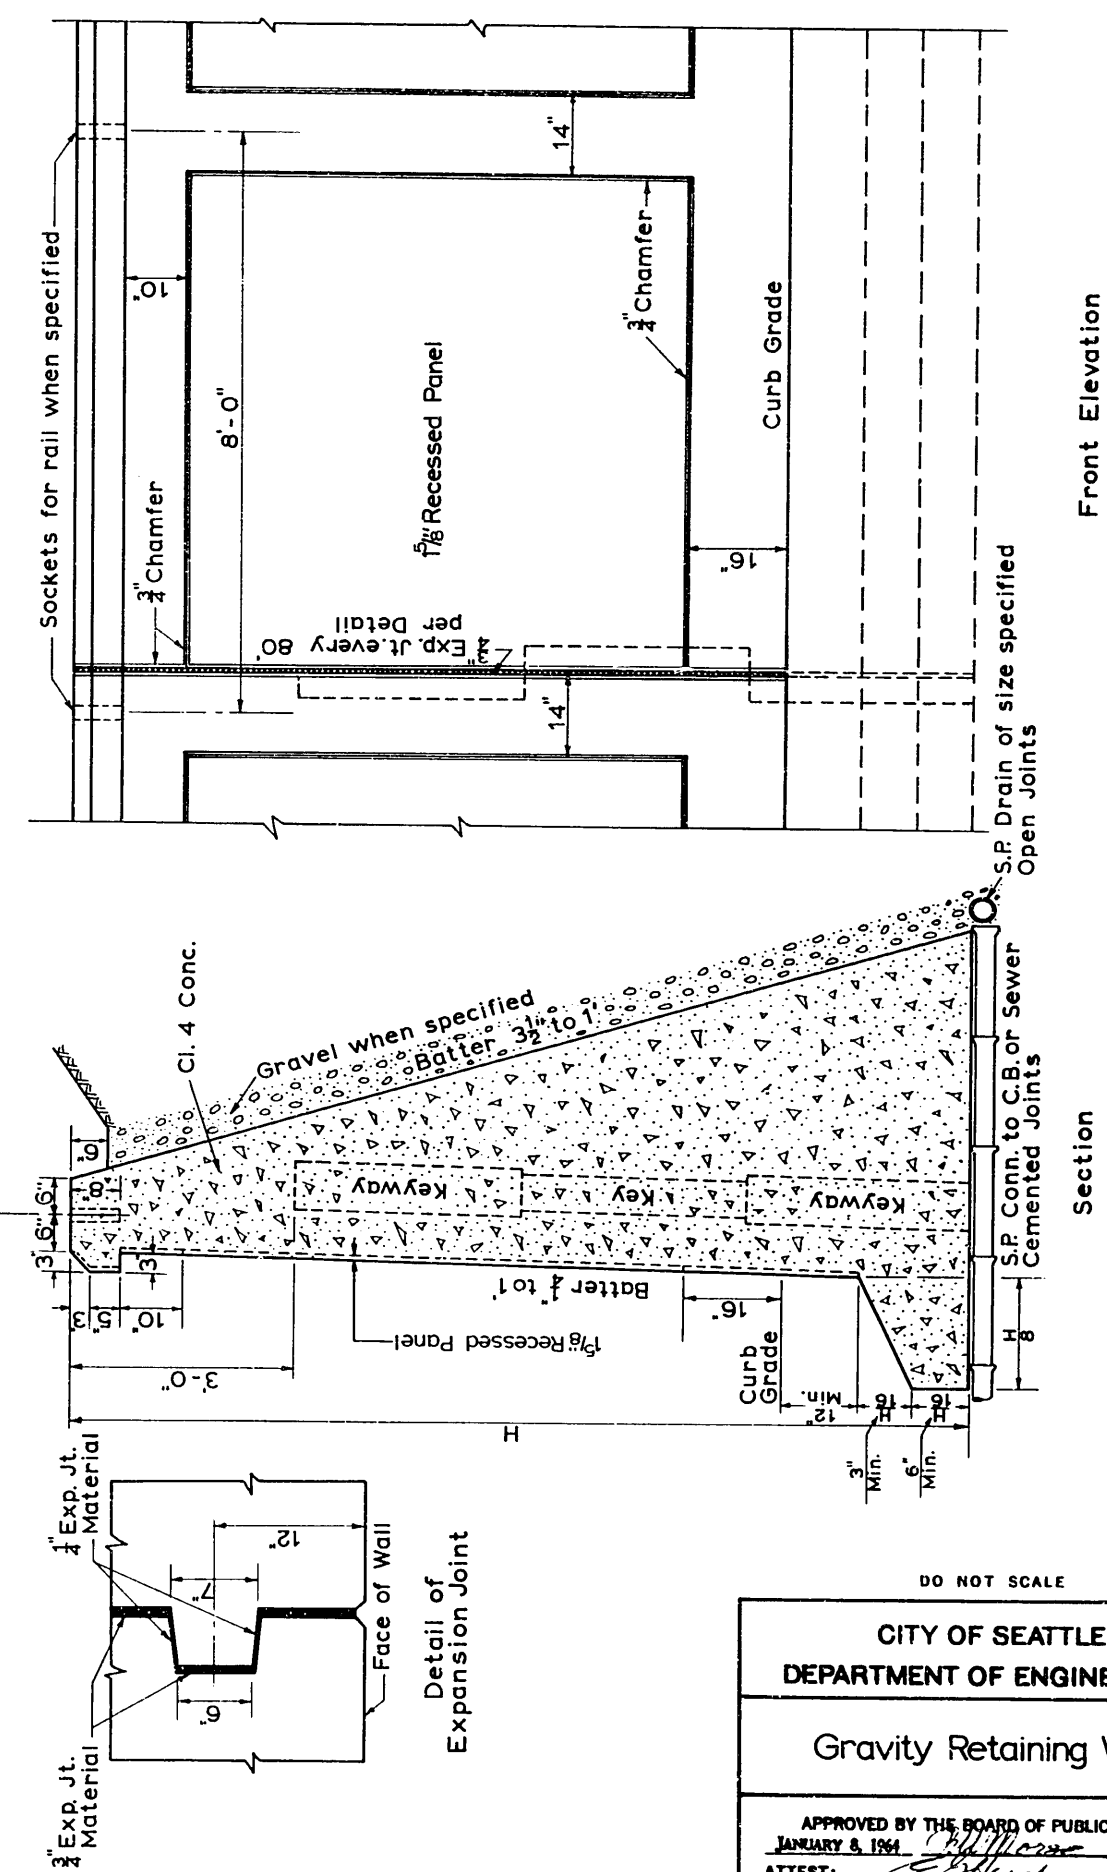 Sockets for rail when specified
3/4" Chamfer
10"
8'-0"
14"
1 5/8" Recessed Panel
3/4" Chamfer
3/4" Exp. Jt. every 80'
per Detail
14"
16"
Curb Grade
Front Elevation
S.P. Drain of size specified
Open Joints
Cl. 4 Conc.
Gravel when specified
Batter 3 1/2" to 1'
6"
6" 6"
8"
3"
3"
3" 5" 10"
3'-0"
Keyway
Key
Keyway
Batter 1/4" to 1'
1 5/8" Recessed Panel
16"
Curb
Grade
12"
Min.
H/16
H/16
H/8
3"
Min.
6"
Min.
H
S.P. Conn. to C.B. or Sewer
Cemented Joints
Section
1/4" Exp. Jt.
Material
3/4" Exp. Jt.
Material
12"
7"
6"
Face of Wall
Detail of
Expansion Joint
DO NOT SCALE
CITY OF SEATTLE
DEPARTMENT OF ENGINE
Gravity Retaining
APPROVED BY THE BOARD OF PUBLIC
JANUARY 8, 1964
ATTEST: